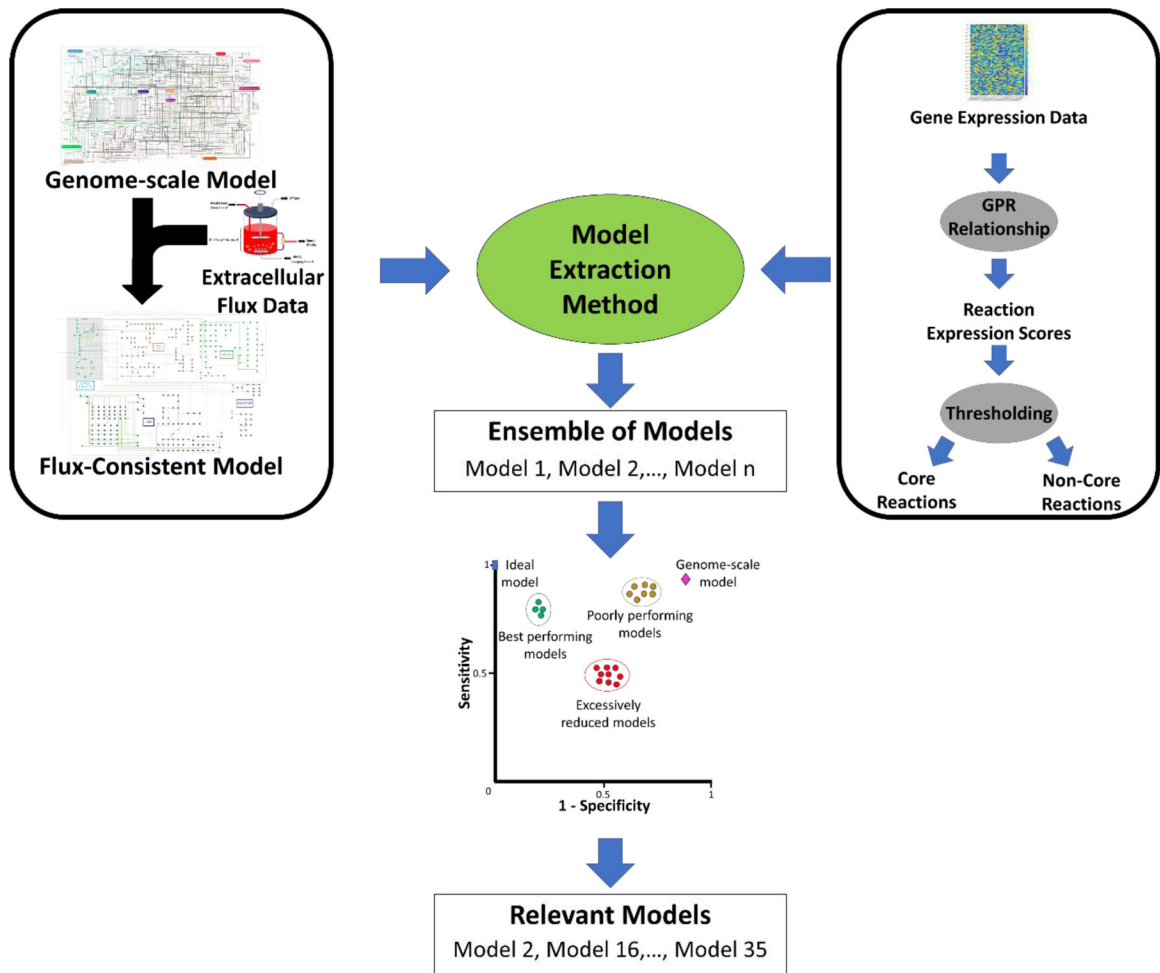 Genome-scale Model
Extracellular
Flux Data
Flux-Consistent Model
Model
Extraction
Method
Gene Expression Data
GPR
Relationship
Reaction
Expression Scores
Thresholding
Core
Reactions
Non-Core
Reactions
Ensemble of Models
Model 1, Model 2,..., Model n
Sensitivity
1
0.5
0
Ideal
model
Genome-scale
model
Best performing
models
Poorly performing
models
Excessively
reduced models
0.5
1
1 - Specificity
Relevant Models
Model 2, Model 16,..., Model 35